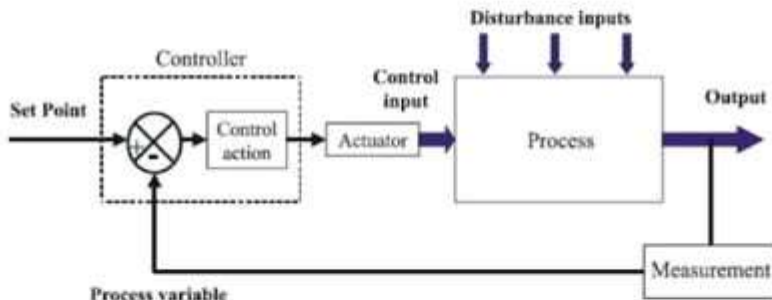 Disturbance inputs
Controller
Control
input
Set Point
Output
+
-
Control
action
Actuator
Process
Measurement
Process variable